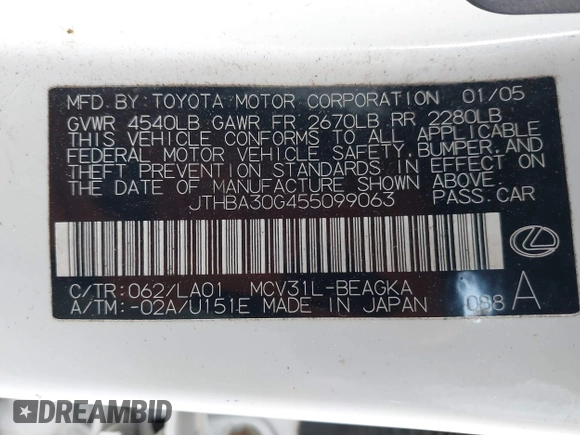 MFD. BY: TOYOTA MOTOR CORPORATION 01/05
GVWR 4540LB GAWR FR 2670LB RR 2280LB
THIS VEHICLE CONFORMS TO ALL APPLICABLE
FEDERAL MOTOR VEHICLE SAFETY, BUMPER, AND
THEFT PREVENTION STANDARDS IN EFFECT ON
THE DATE OF MANUFACTURE SHOWN ABOVE.
JTHBA30G455099063 PASS.CAR
C/TR:062/LA01 MCV31L-BEAGKA
A/TM:-02A/U151E MADE IN JAPAN 088 A
DREAMBID